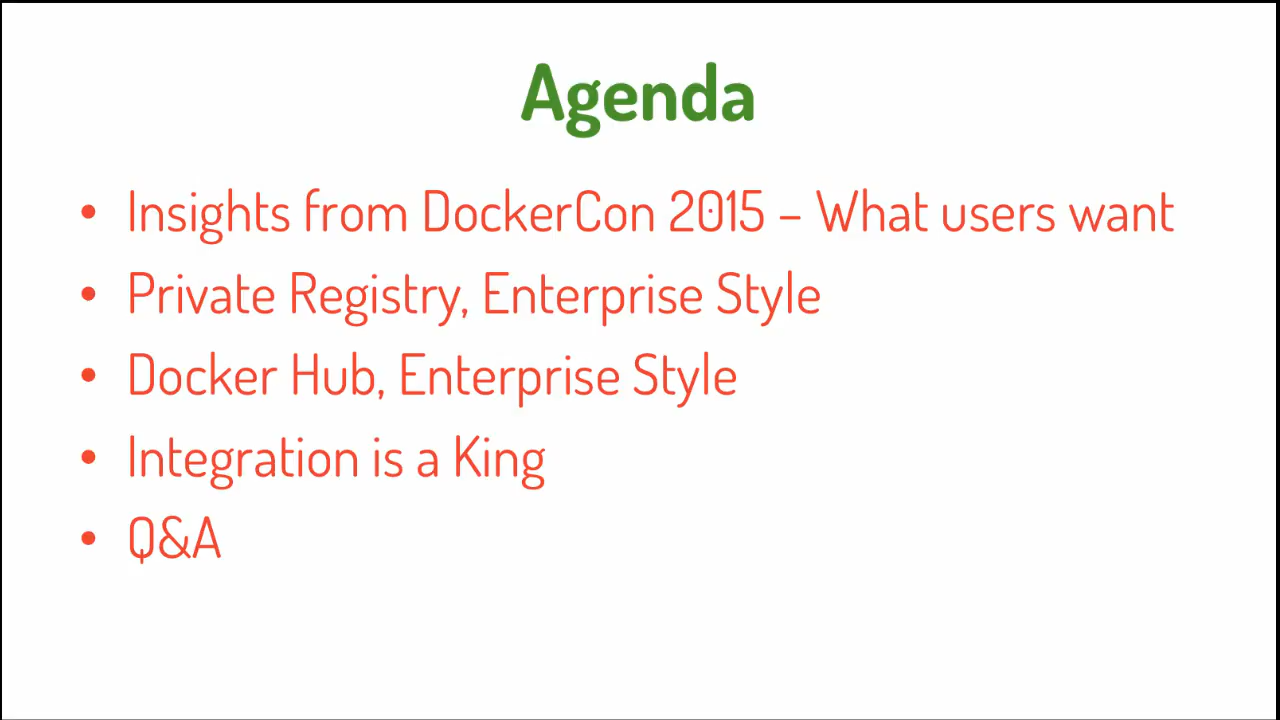 Agenda
• Insights from DockerCon 2015 – What users want
• Private Registry, Enterprise Style
• Docker Hub, Enterprise Style
• Integration is a King
• Q&A